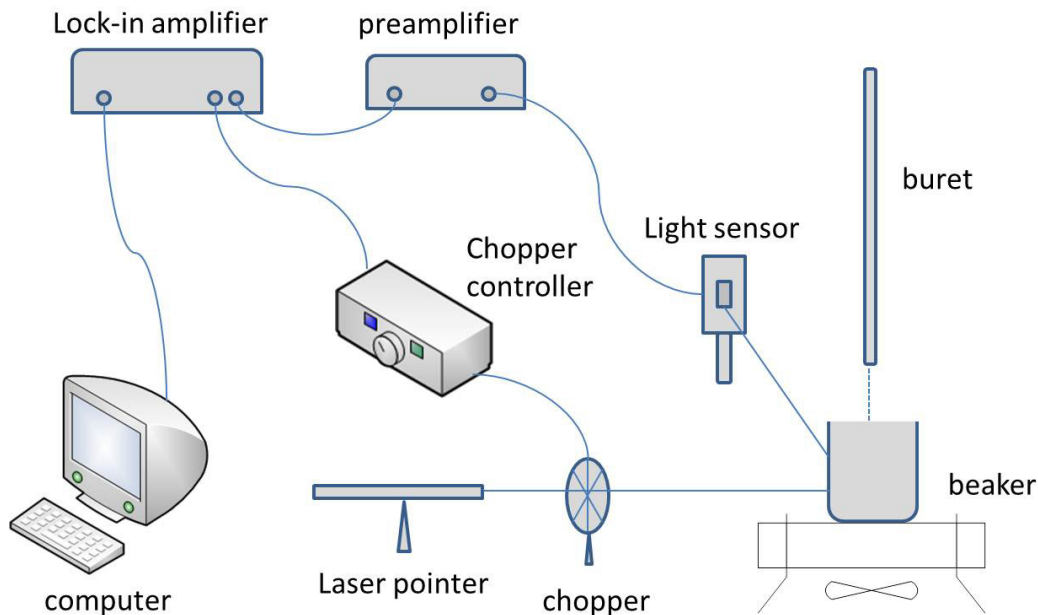 Lock-in amplifier
preamplifier
buret
Light sensor
Chopper
controller
beaker
Laser pointer
chopper
computer